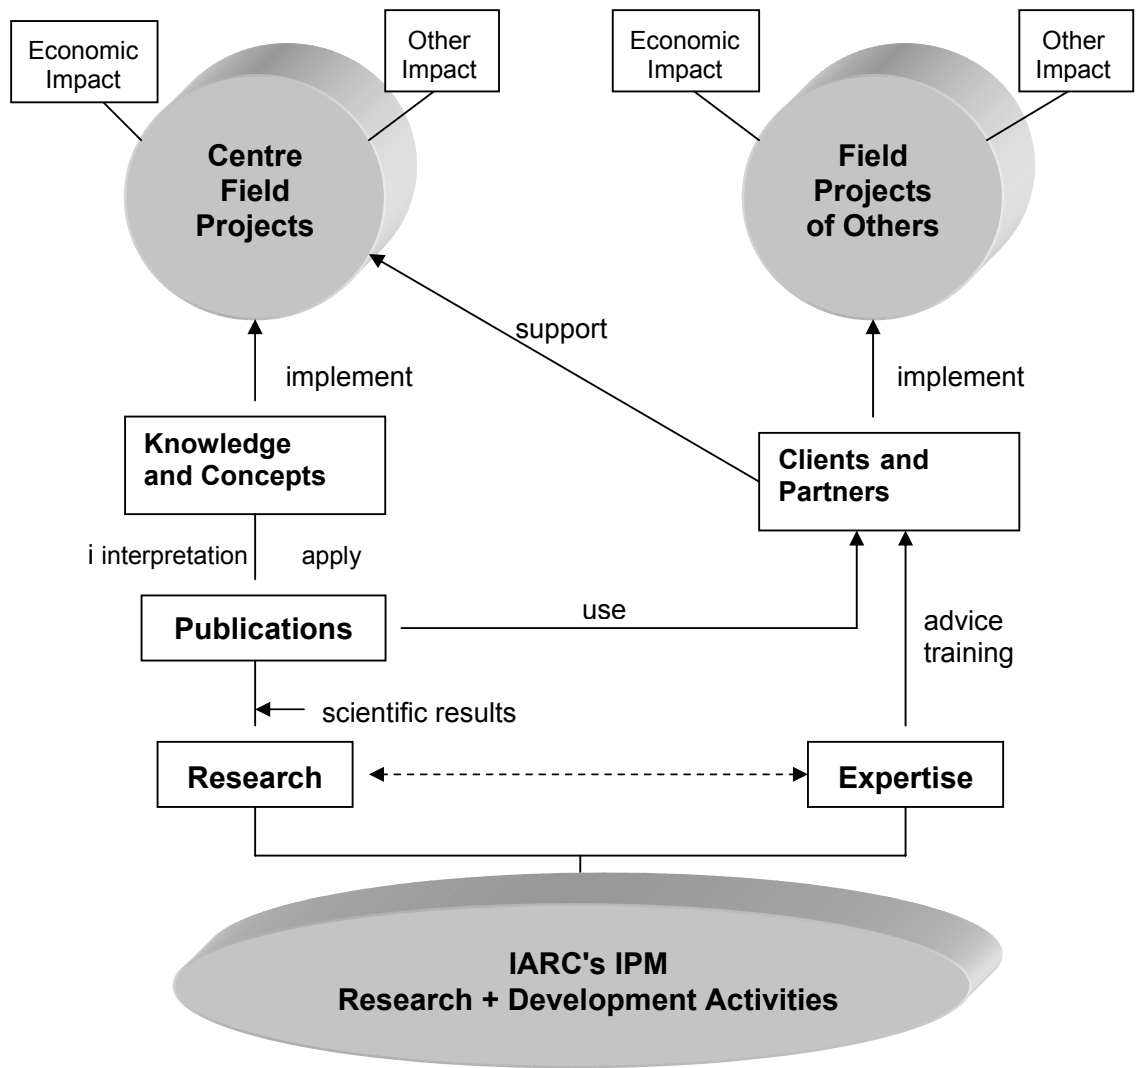 Economic
Impact
Other
Impact
Economic
Impact
Other
Impact
Centre
Field
Projects
Field
Projects
of Others
support
implement
implement
Knowledge
and Concepts
Clients and
Partners
i interpretation
apply
Publications
use
advice
training
scientific results
Research
Expertise
IARC's IPM
Research + Development Activities